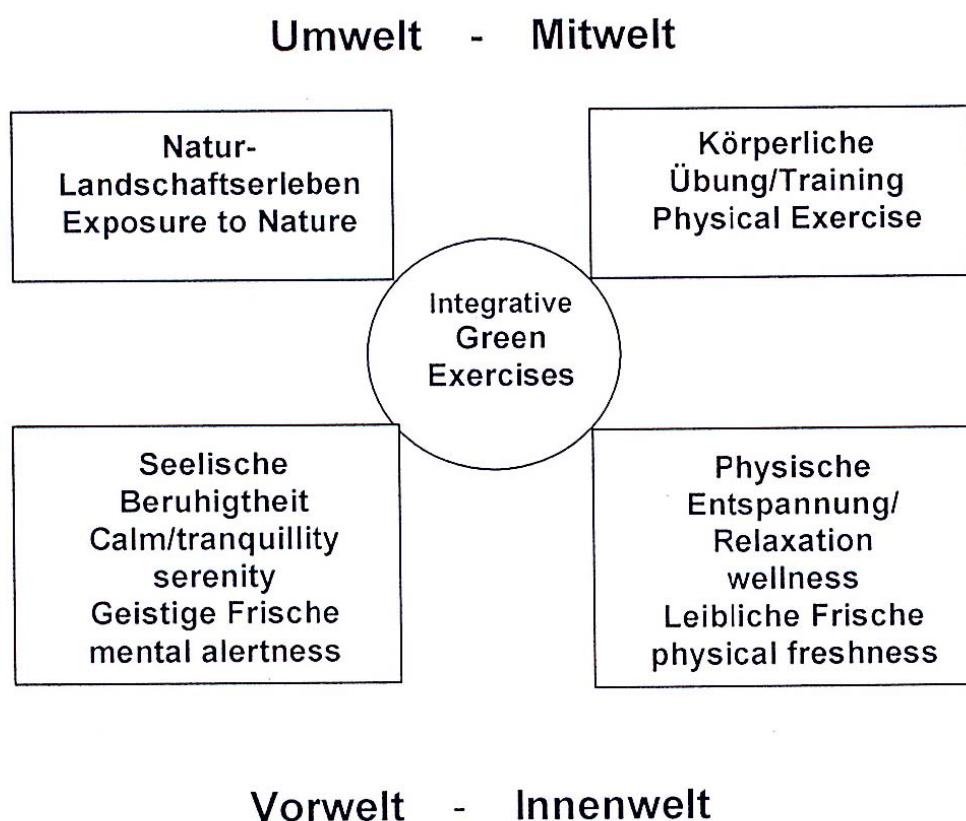 Umwelt - Mitwelt
Natur-
Landschaftserleben
Exposure to Nature
Körperliche
Übung/Training
Physical Exercise
Integrative
Green
Exercises
Seelische
Beruhigtheit
Calm/tranquillity
serenity
Geistige Frische
mental alertness
Physische
Entspannung/
Relaxation
wellness
Leibliche Frische
physical freshness
Vorwelt - Innenwelt